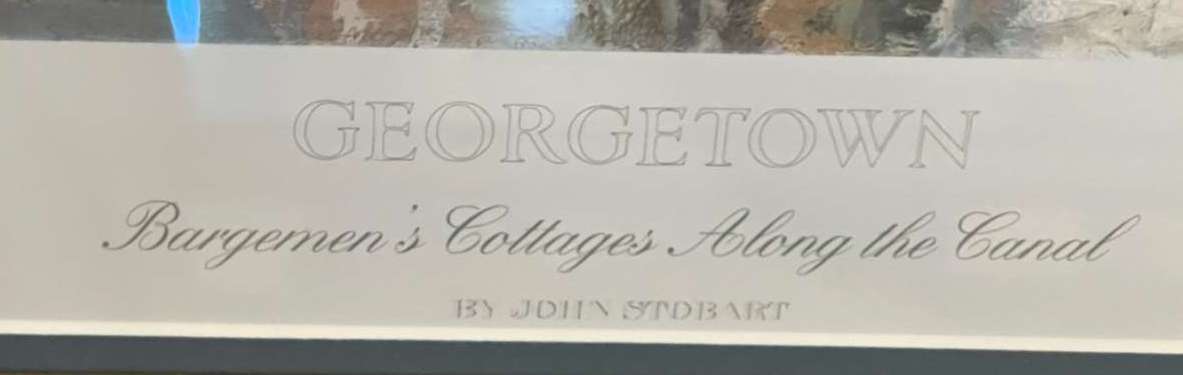 GEORGETOWN
Bargemen's Cottages Along the Canal
BY JOHN STOBART